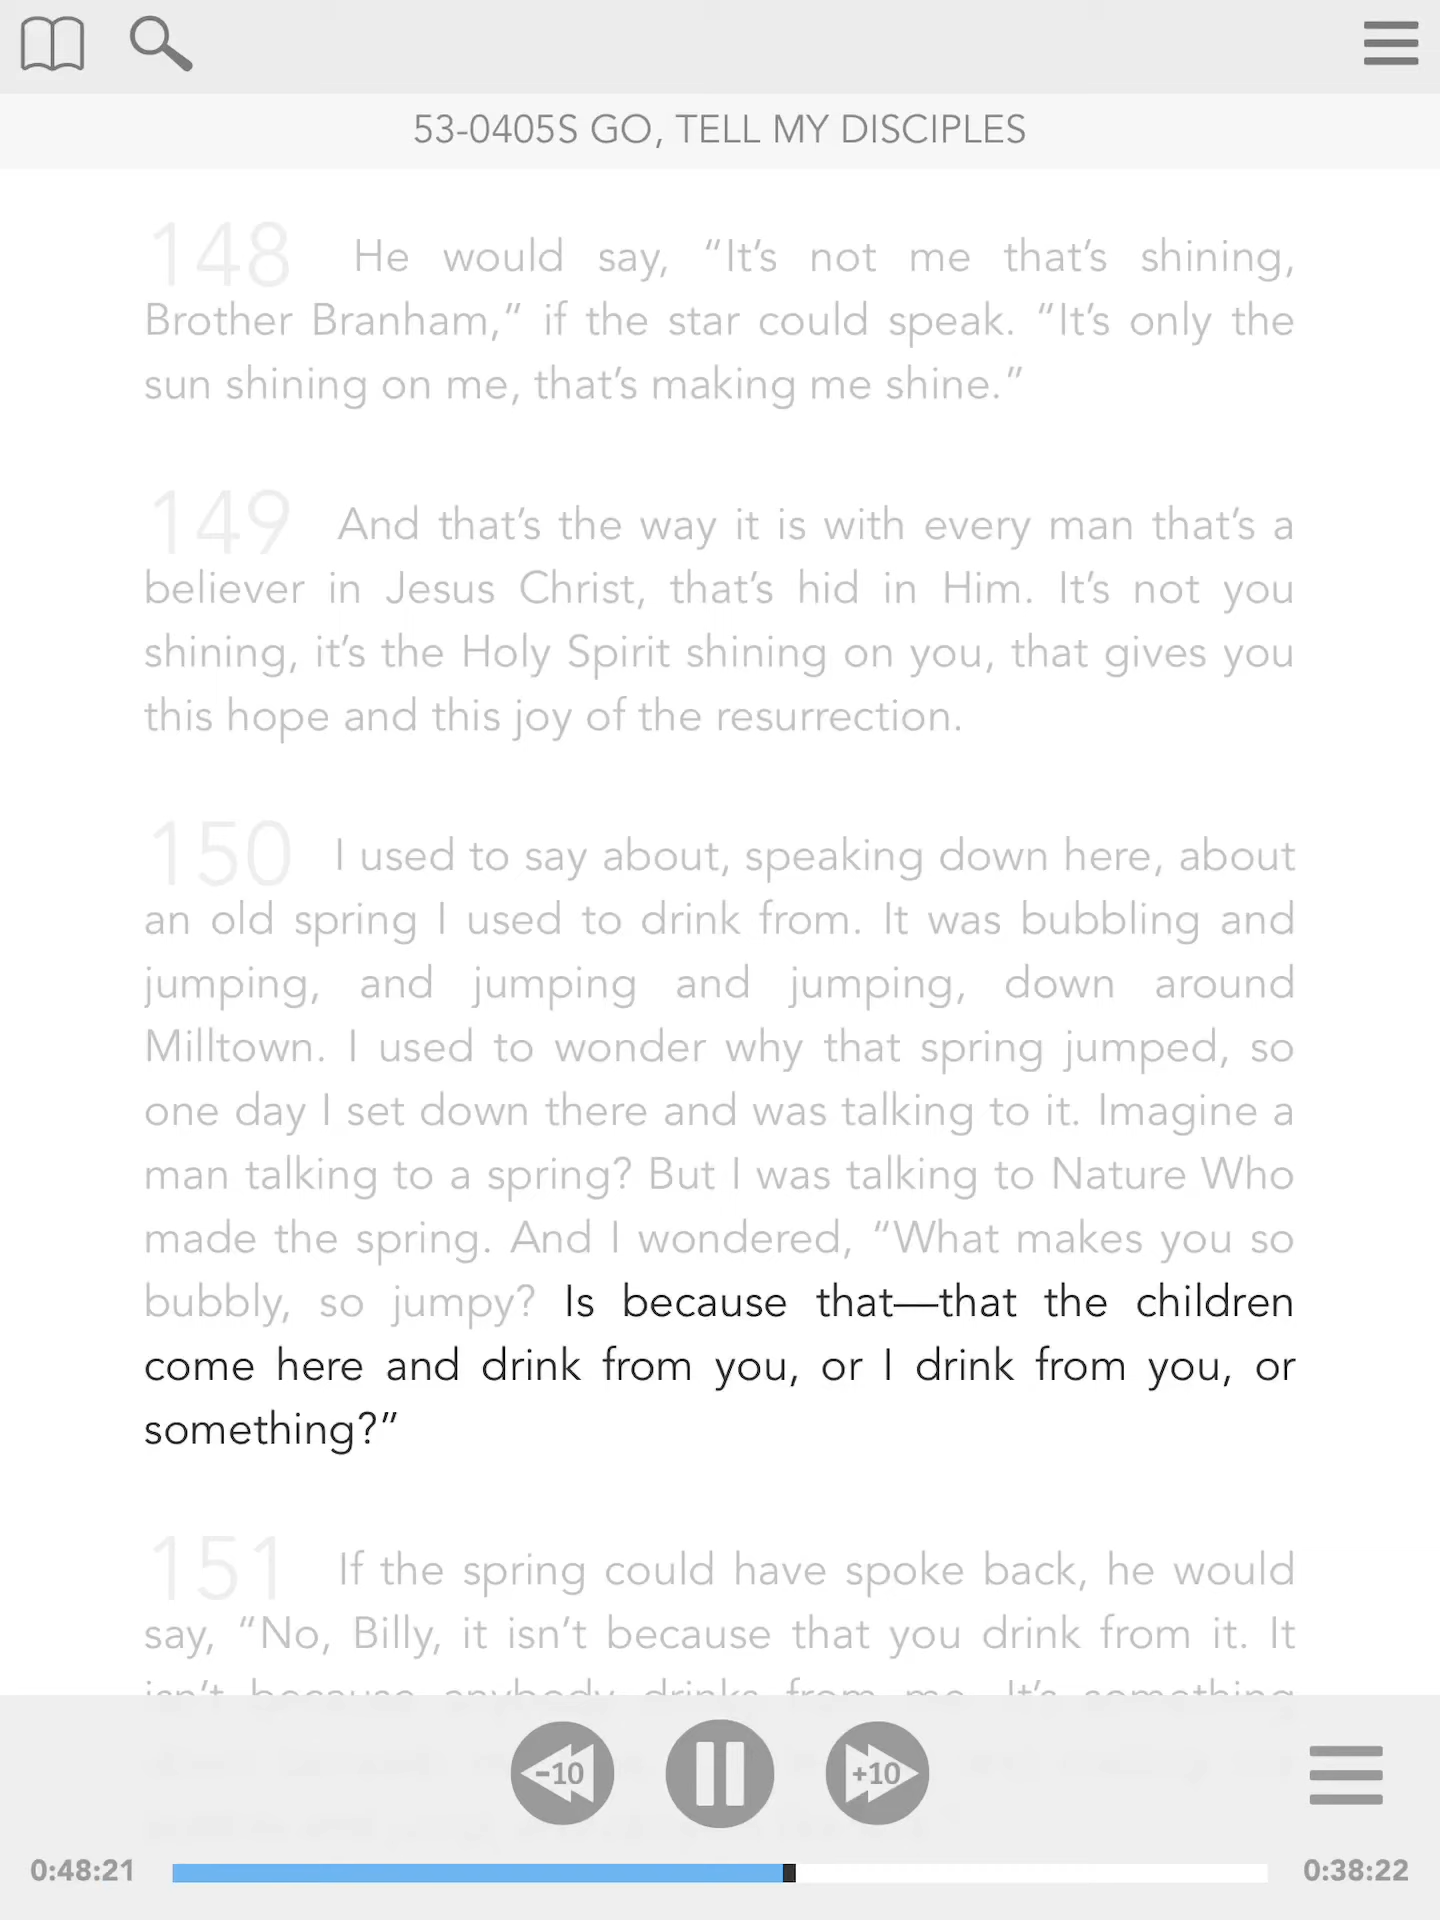 53-0405S GO, TELL MY DISCIPLES
148 He would say, “It’s not me that’s shining,
Brother Branham,” if the star could speak. “It’s only the
sun shining on me, that’s making me shine.”
149 And that’s the way it is with every man that’s a
believer in Jesus Christ, that’s hid in Him. It’s not you
shining, it’s the Holy Spirit shining on you, that gives you
this hope and this joy of the resurrection.
150 I used to say about, speaking down here, about
an old spring I used to drink from. It was bubbling and
jumping, and jumping and jumping, down around
Milltown. I used to wonder why that spring jumped, so
one day I set down there and was talking to it. Imagine a
man talking to a spring? But I was talking to Nature Who
made the spring. And I wondered, “What makes you so
bubbly, so jumpy? Is because that—that the children
come here and drink from you, or I drink from you, or
something?”
151 If the spring could have spoke back, he would
say, “No, Billy, it isn’t because that you drink from it. It
isn’t because anybody drinks from me. It’s something
-10 +10
0:48:21 0:38:22